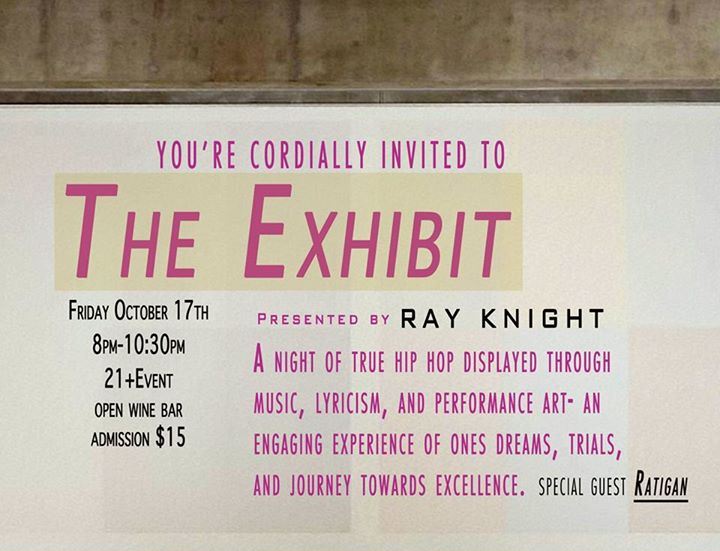 YOU'RE CORDIALLY INVITED TO
THE EXHIBIT
FRIDAY OCTOBER 17TH
8PM-10:30PM
21+EVENT
OPEN WINE BAR
ADMISSION $15
PRESENTED BY RAY KNIGHT
A NIGHT OF TRUE HIP HOP DISPLAYED THROUGH
MUSIC, LYRICISM, AND PERFORMANCE ART- AN
ENGAGING EXPERIENCE OF ONES DREAMS, TRIALS,
AND JOURNEY TOWARDS EXCELLENCE. SPECIAL GUEST RATIGAN